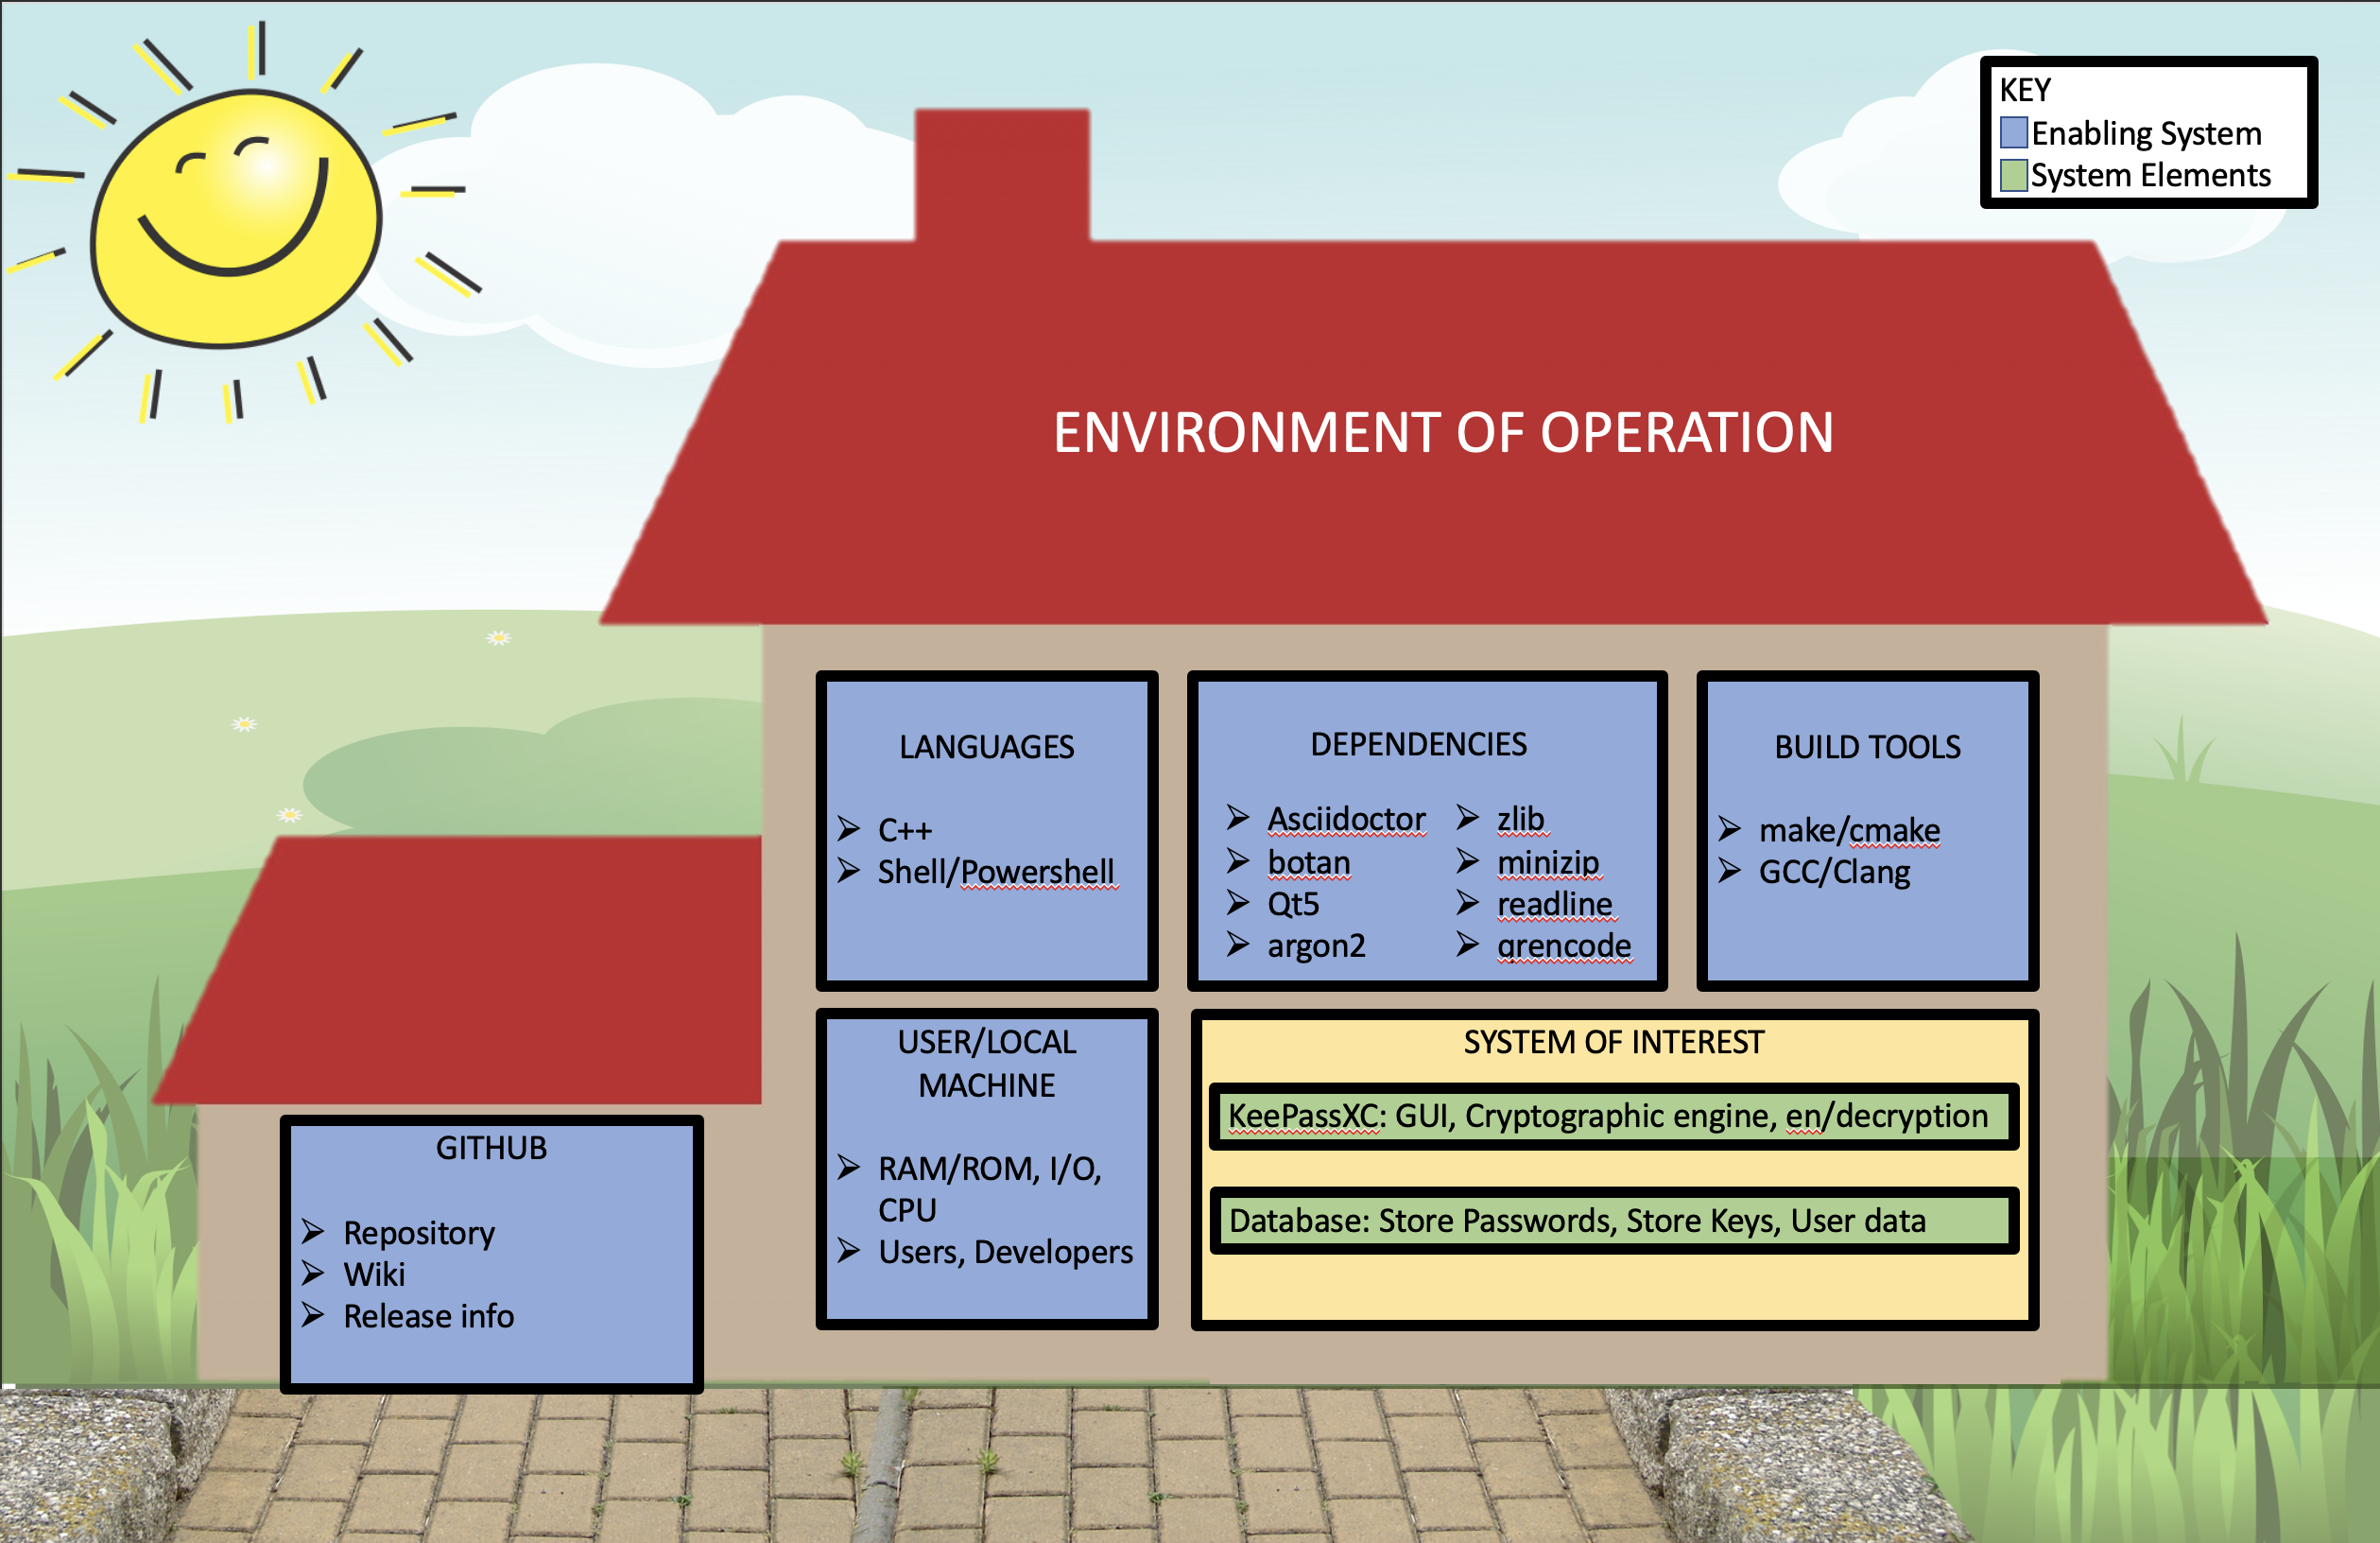 KEY
Enabling System
System Elements
ENVIRONMENT OF OPERATION
LANGUAGES
C++
Shell/Powershell
DEPENDENCIES
Asciidoctor
botan
Qt5
argon2
zlib
minizip
readline
qrencode
BUILD TOOLS
make/cmake
GCC/Clang
GITHUB
Repository
Wiki
Release info
USER/LOCAL
MACHINE
RAM/ROM, I/O,
CPU
Users, Developers
SYSTEM OF INTEREST
KeePassXC: GUI, Cryptographic engine, en/decryption
Database: Store Passwords, Store Keys, User data